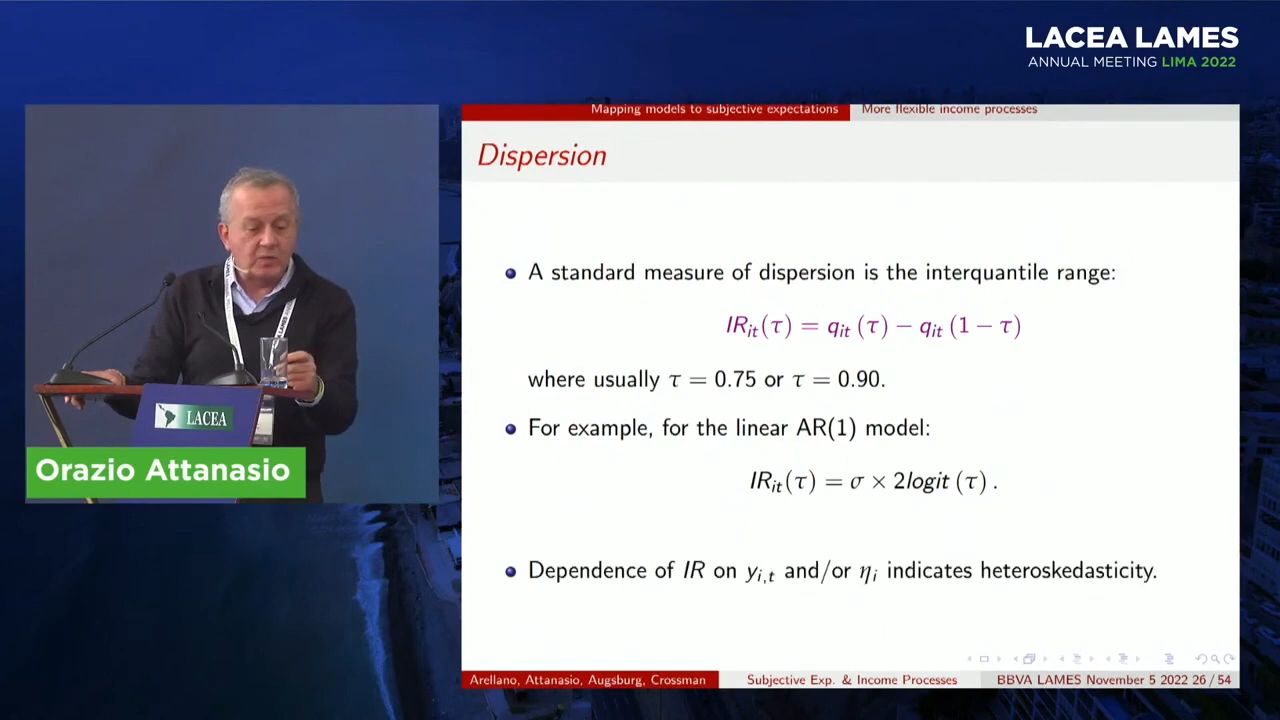 LACEA LAMES
ANNUAL MEETING LIMA 2022
Mapping models to subjective expectations More flexible income processes
Dispersion
A standard measure of dispersion is the interquantile range:
IR_it(τ) = q_it (τ) − q_it (1 − τ)
where usually τ = 0.75 or τ = 0.90.
For example, for the linear AR(1) model:
IR_it(τ) = σ × 2logit (τ) .
Dependence of IR on y_i,t and/or η_i indicates heteroskedasticity.
Arellano, Attanasio, Augsburg, Crossman Subjective Exp. & Income Processes BBVA LAMES November 5 2022 26 / 54
LACEA
Orazio Attanasio